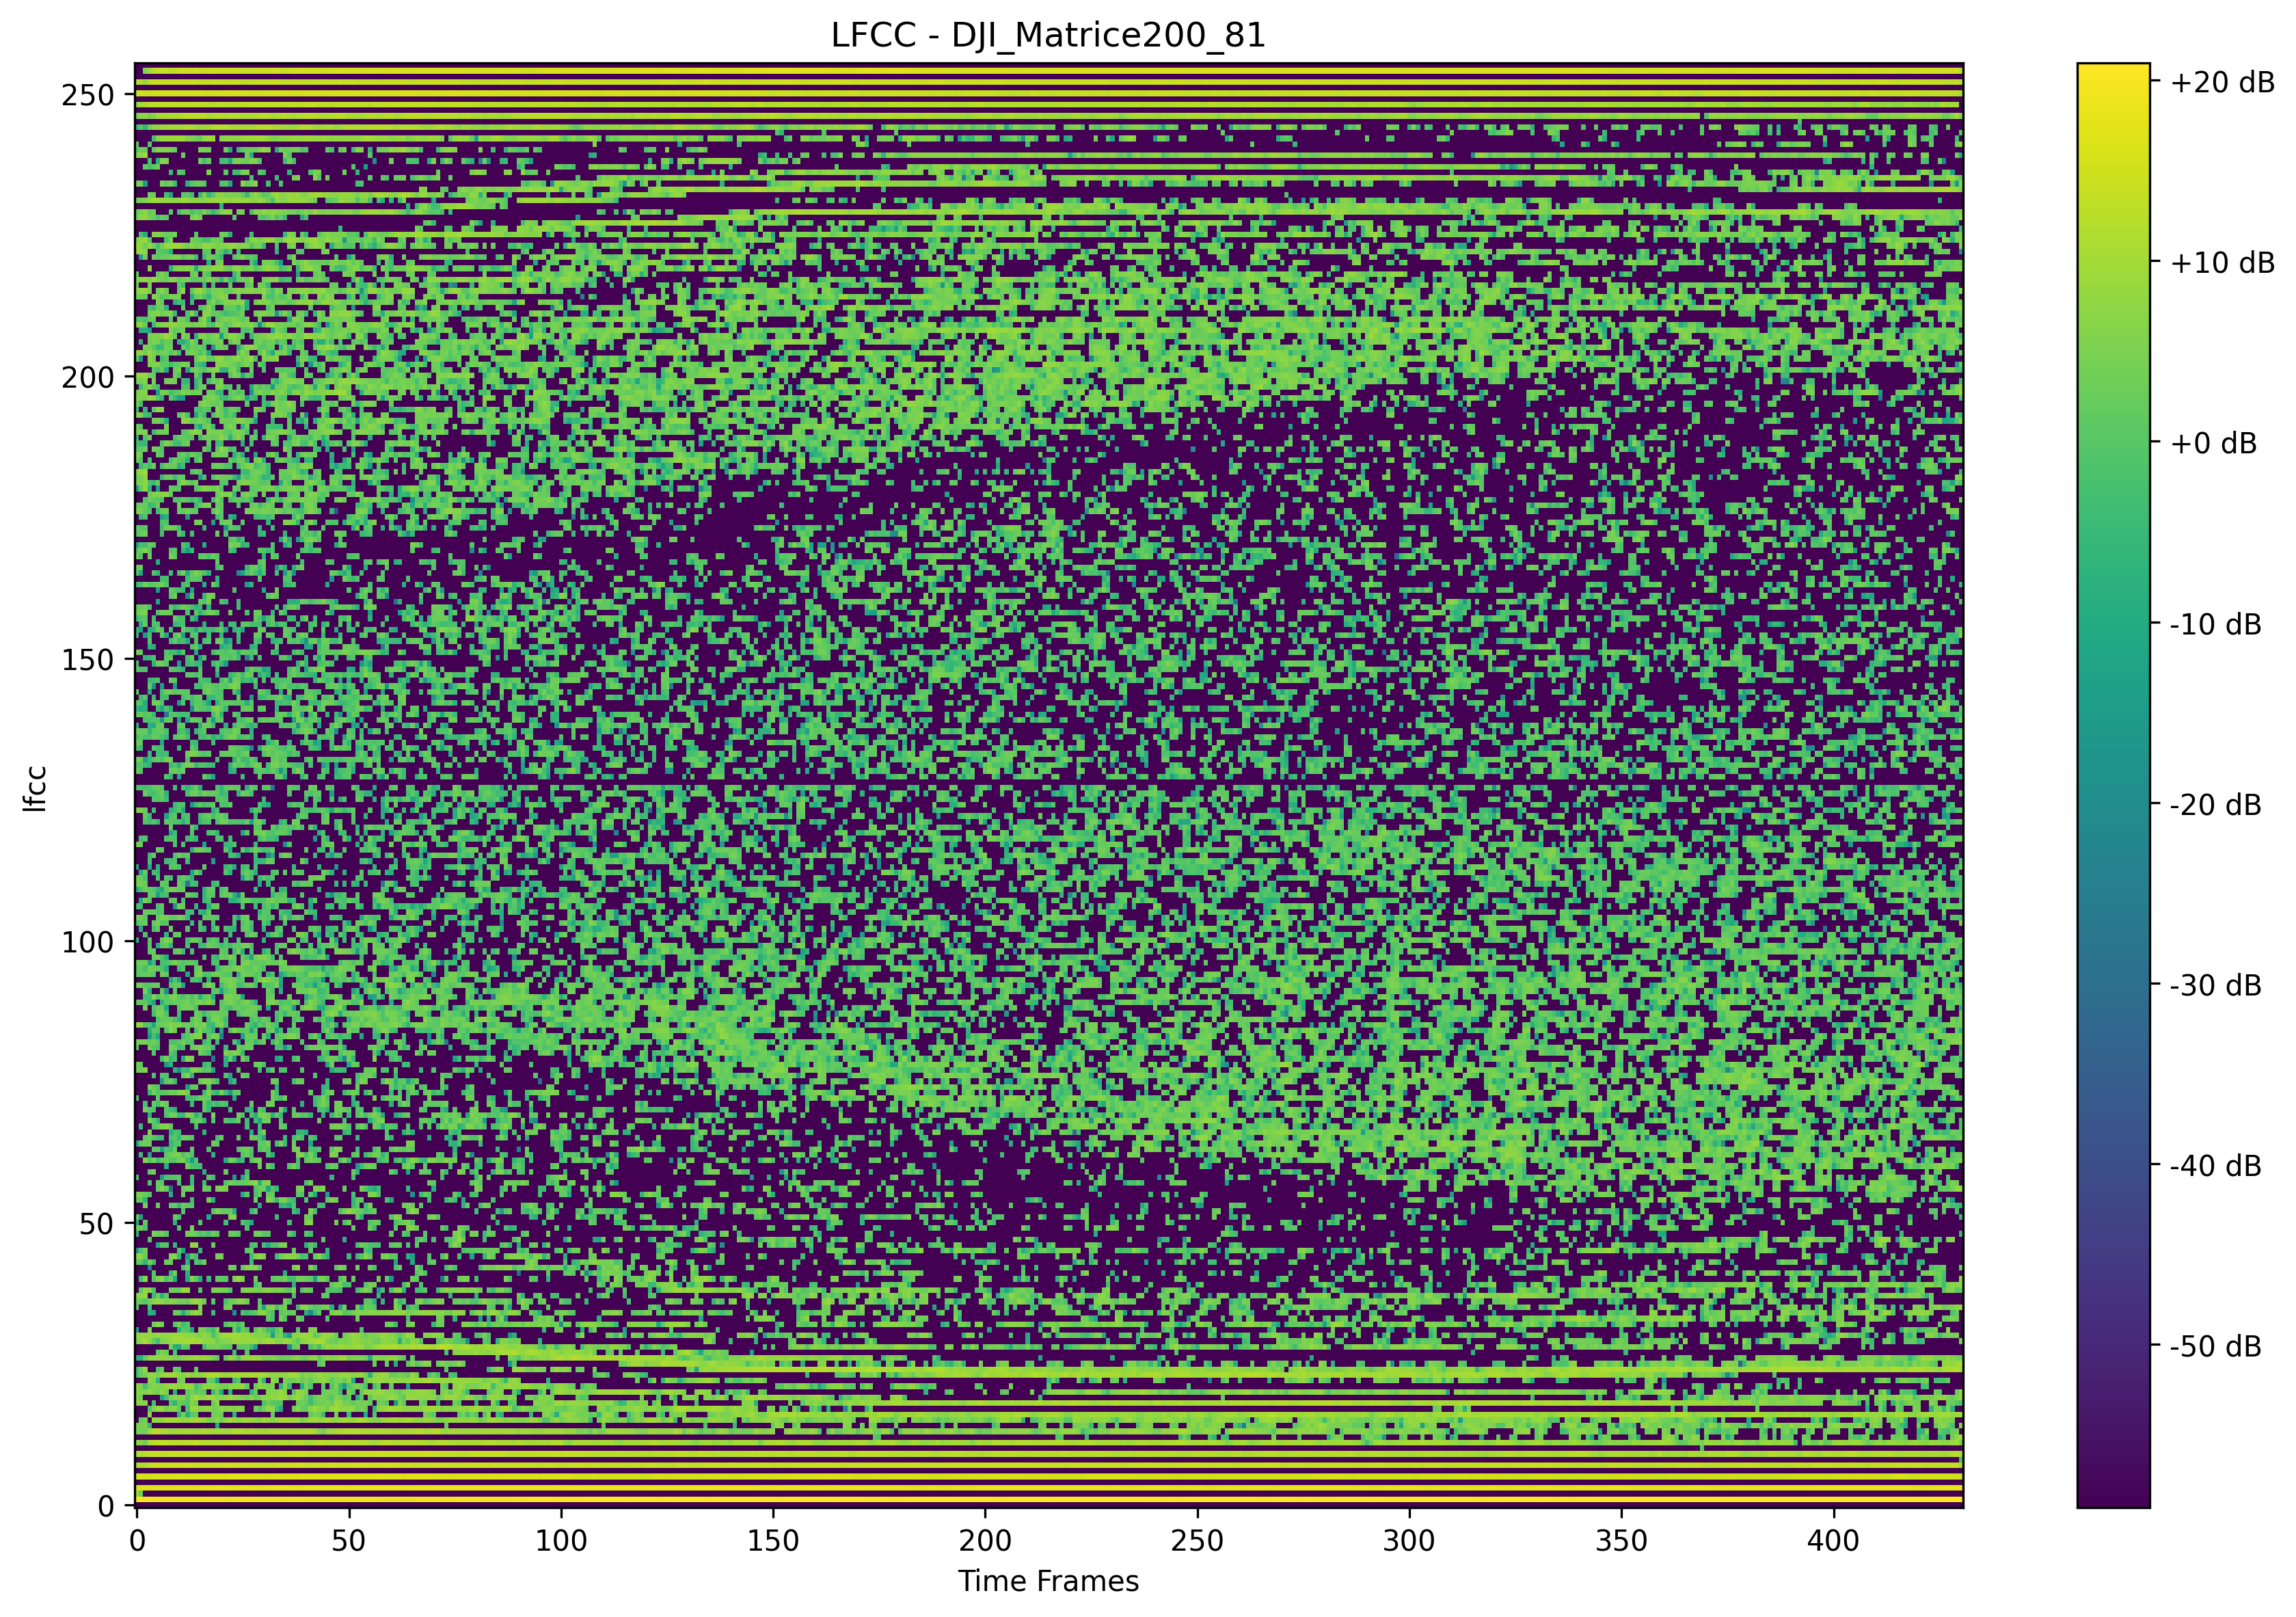 LFCC - DJI_Matrice200_81
250
200
150
100
50
0
lfcc
0 50 100 150 200 250 300 350 400
Time Frames
+20 dB
+10 dB
+0 dB
-10 dB
-20 dB
-30 dB
-40 dB
-50 dB